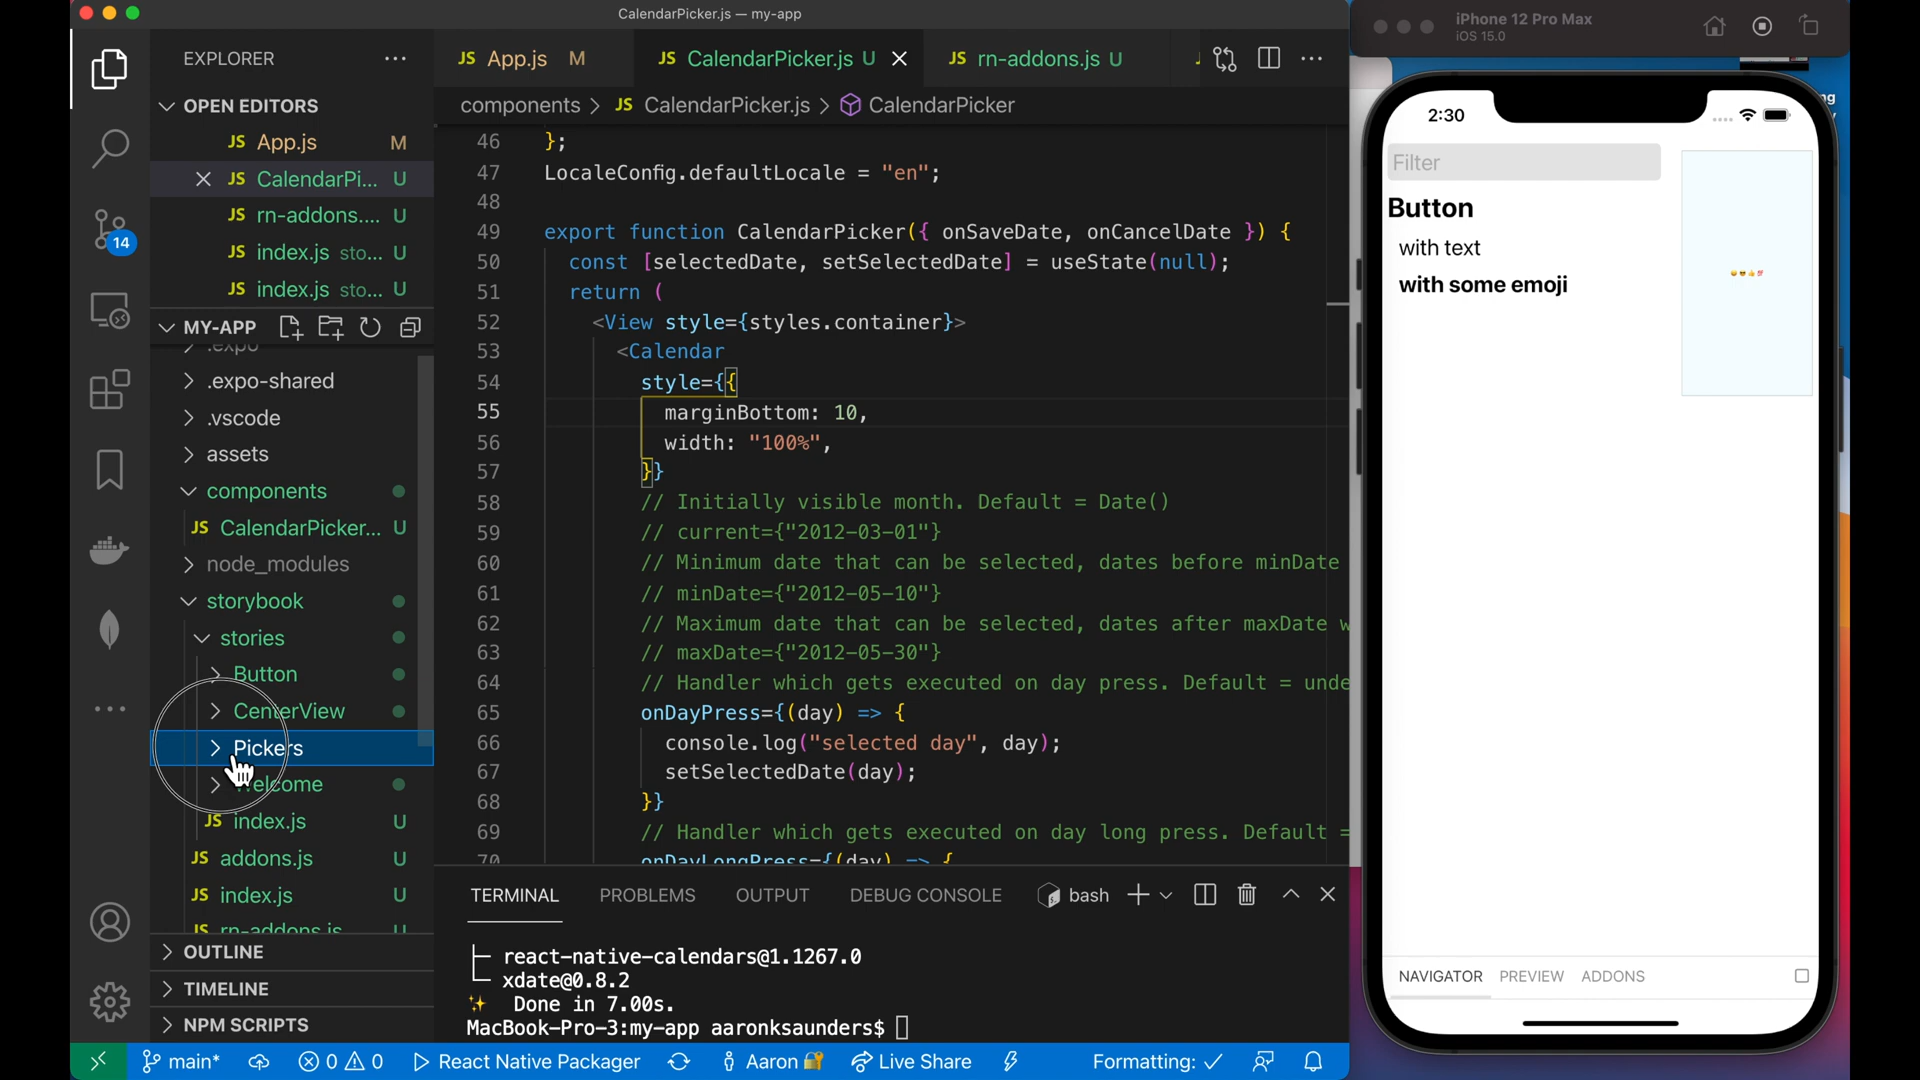 CalendarPicker.js — my-app
EXPLORER
OPEN EDITORS
JS App.js M
JS CalendarPi... U
JS rn-addons.... U
JS index.js sto... U
JS index.js sto... U
MY-APP
.expo
.expo-shared
.vscode
assets
components
JS CalendarPicker... U
node_modules
storybook
stories
Button
CenterView
Pickers
Welcome
JS index.js U
JS addons.js U
JS index.js U
JS rn-addons.js U
OUTLINE
TIMELINE
NPM SCRIPTS
14
JS App.js M
JS CalendarPicker.js U
JS rn-addons.js U
components > JS CalendarPicker.js > CalendarPicker
46 };
47 LocaleConfig.defaultLocale = "en";
48
49 export function CalendarPicker({ onSaveDate, onCancelDate }) {
50 const [selectedDate, setSelectedDate] = useState(null);
51 return (
52 <View style={styles.container}>
53 <Calendar
54 style={{
55 marginBottom: 10,
56 width: "100%",
57 }}
58 // Initially visible month. Default = Date()
59 // current={"2012-03-01"}
60 // Minimum date that can be selected, dates before minDate
61 // minDate={"2012-05-10"}
62 // Maximum date that can be selected, dates after maxDate w
63 // maxDate={"2012-05-30"}
64 // Handler which gets executed on day press. Default = unde
65 onDayPress={(day) => {
66 console.log("selected day", day);
67 setSelectedDate(day);
68 }}
69 // Handler which gets executed on day long press. Default =
70 onDayLongPress={(day) => {
TERMINAL PROBLEMS OUTPUT DEBUG CONSOLE bash
├─ react-native-calendars@1.1267.0
└─ xdate@0.8.2
✨ Done in 7.00s.
MacBook-Pro-3:my-app aaronksaunders$
main* 0 0 React Native Packager Aaron Live Share Formatting: ✓
iPhone 12 Pro Max
iOS 15.0
2:30
Filter
Button
with text
with some emoji
NAVIGATOR PREVIEW ADDONS